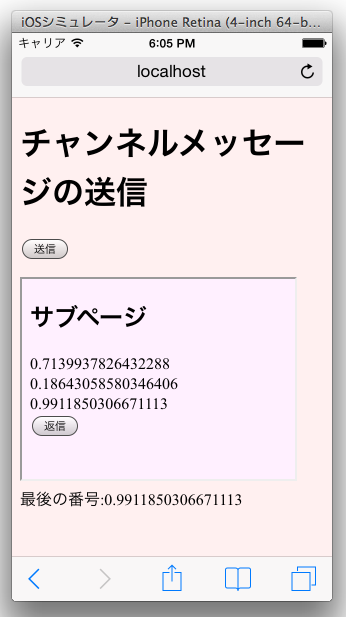 iOSシミュレータ - iPhone Retina (4-inch 64-b...
キャリア 6:05 PM
localhost
チャンネルメッセー
ジの送信
送信
サブページ
0.7139937826432288
0.18643058580346406
0.9911850306671113
返信
最後の番号:0.9911850306671113